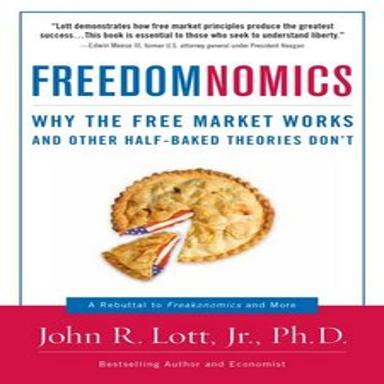 "Lott demonstrates how free market principles produce the greatest
success...This book is essential to those who seek to understand liberty."
—Edwin Meese III, former U.S. attorney general under President Reagan
FREEDOMNOMICS
WHY THE FREE MARKET WORKS
AND OTHER HALF-BAKED THEORIES DON'T
A Rebuttal to Freakonomics and More
John R. Lott, Jr., Ph.D.
Bestselling Author and Economist